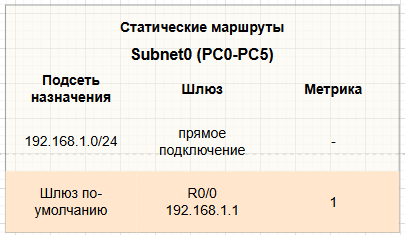 Статические маршруты
Subnet0 (PC0-PC5)
Подсеть назначения Шлюз Метрика
192.168.1.0/24 прямое подключение -
Шлюз по-умолчанию R0/0 192.168.1.1 1